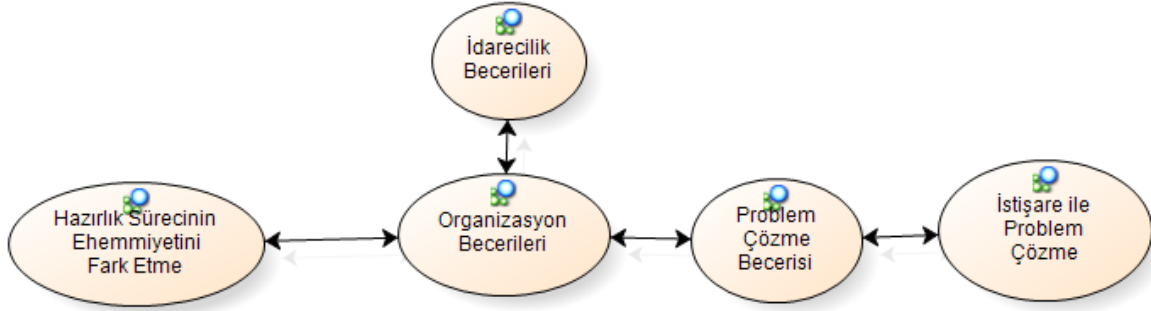 İdarecilik
Becerileri
Hazırlık Sürecinin
Ehemmiyetini
Fark Etme
Organizasyon
Becerileri
Problem
Çözme
Becerisi
İstişare ile
Problem
Çözme